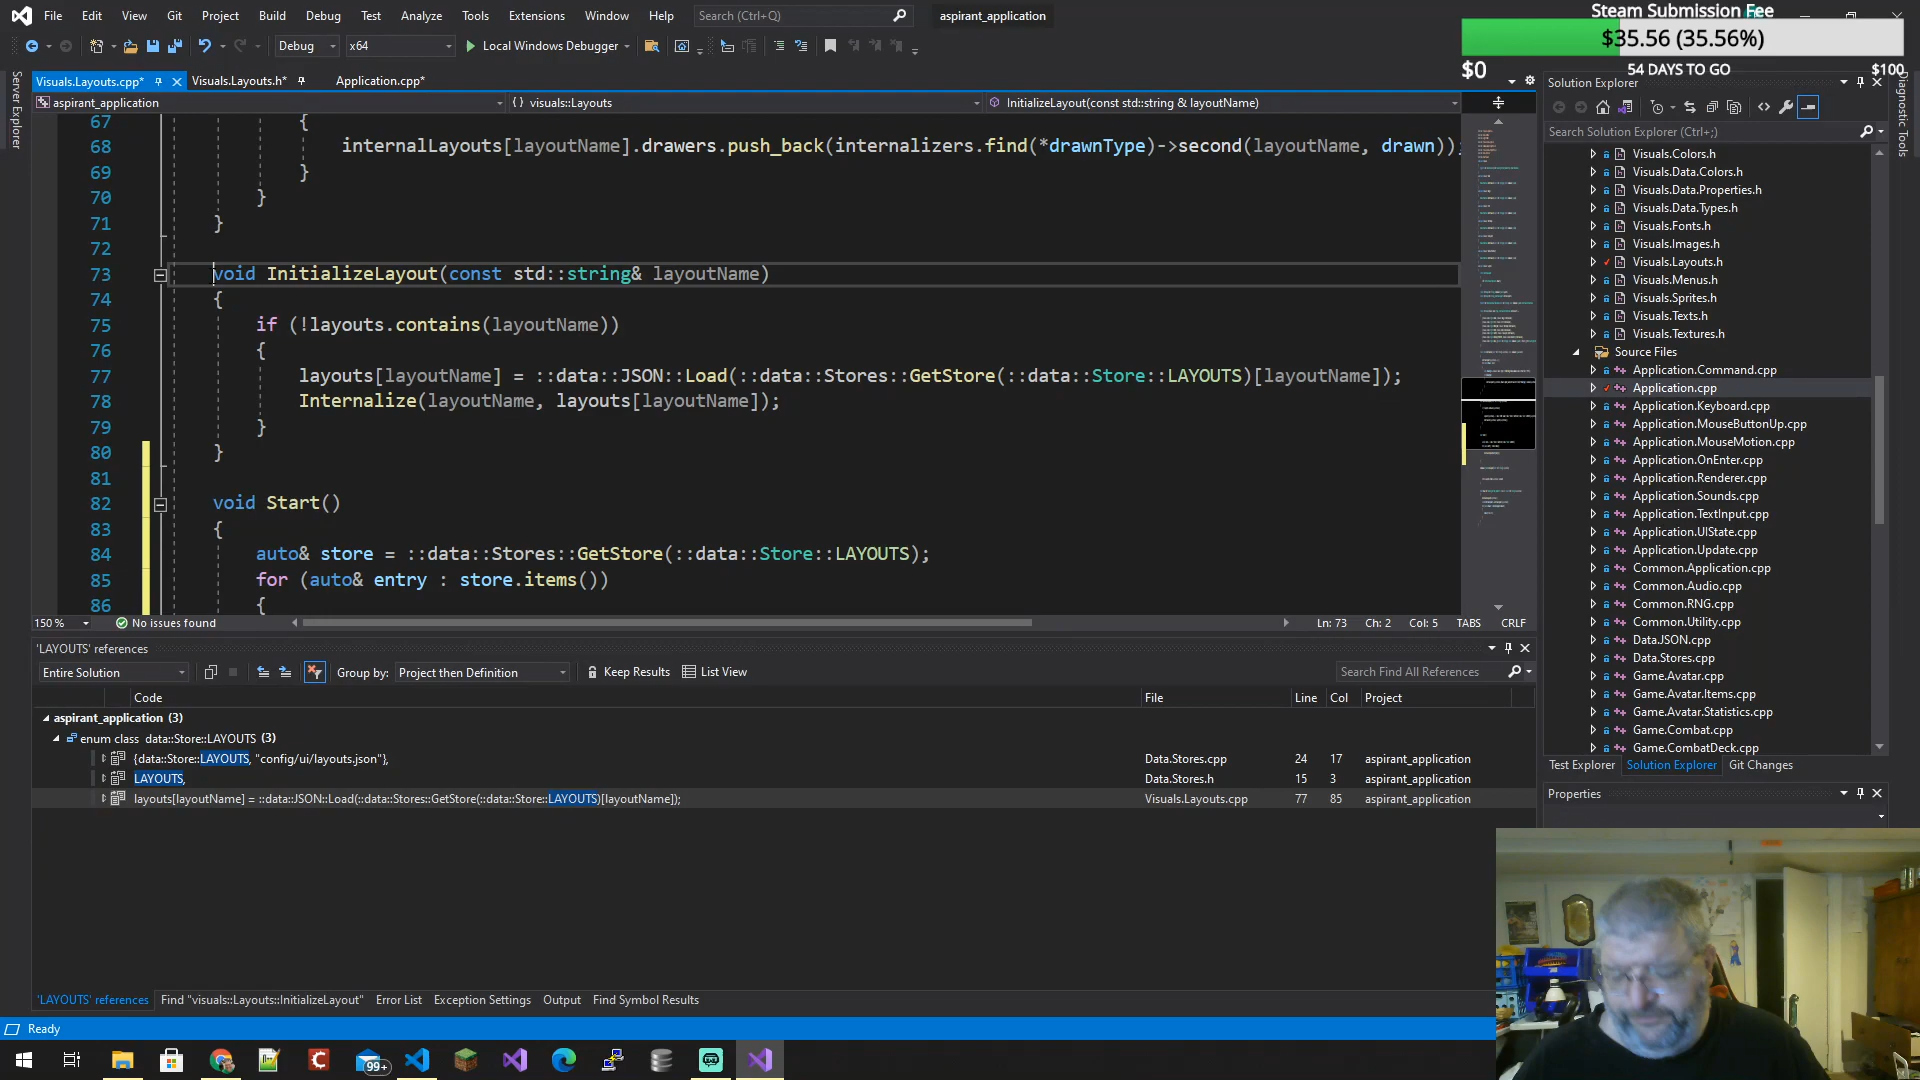 File Edit View Git Project Build Debug Test Analyze Tools Extensions Window Help Search (Ctrl+Q) aspirant_application
Steam Submission Fee
$35.56 (35.56%)
$0 54 DAYS TO GO $100
Debug x64 Local Windows Debugger
Server Explorer
Visuals.Layouts.cpp* Visuals.Layouts.h* Application.cpp*
aspirant_application {} visuals::Layouts InitializeLayout(const std::string & layoutName)
67 {
68 internalLayouts[layoutName].drawers.push_back(internalizers.find(*drawnType)->second(layoutName, drawn));
69 }
70 }
71 }
72
73 void InitializeLayout(const std::string& layoutName)
74 {
75 if (!layouts.contains(layoutName))
76 {
77 layouts[layoutName] = ::data::JSON::Load(::data::Stores::GetStore(::data::Store::LAYOUTS)[layoutName]);
78 Internalize(layoutName, layouts[layoutName]);
79 }
80 }
81
82 void Start()
83 {
84 auto& store = ::data::Stores::GetStore(::data::Store::LAYOUTS);
85 for (auto& entry : store.items())
86 {
150 % No issues found Ln: 73 Ch: 2 Col: 5 TABS CRLF
'LAYOUTS' references
Entire Solution Group by: Project then Definition Keep Results List View Search Find All References
Code File Line Col Project
aspirant_application (3)
enum class data::Store::LAYOUTS (3)
{data::Store::LAYOUTS, "config/ui/layouts.json"}, Data.Stores.cpp 24 17 aspirant_application
LAYOUTS, Data.Stores.h 15 3 aspirant_application
layouts[layoutName] = ::data::JSON::Load(::data::Stores::GetStore(::data::Store::LAYOUTS)[layoutName]); Visuals.Layouts.cpp 77 85 aspirant_application
'LAYOUTS' references Find "visuals::Layouts::InitializeLayout" Error List Exception Settings Output Find Symbol Results
Ready
99+
Solution Explorer
Search Solution Explorer (Ctrl+;)
Visuals.Colors.h
Visuals.Data.Colors.h
Visuals.Data.Properties.h
Visuals.Data.Types.h
Visuals.Fonts.h
Visuals.Images.h
Visuals.Layouts.h
Visuals.Menus.h
Visuals.Sprites.h
Visuals.Texts.h
Visuals.Textures.h
Source Files
Application.Command.cpp
Application.cpp
Application.Keyboard.cpp
Application.MouseButtonUp.cpp
Application.MouseMotion.cpp
Application.OnEnter.cpp
Application.Renderer.cpp
Application.Sounds.cpp
Application.TextInput.cpp
Application.UIState.cpp
Application.Update.cpp
Common.Application.cpp
Common.Audio.cpp
Common.RNG.cpp
Common.Utility.cpp
Data.JSON.cpp
Data.Stores.cpp
Game.Avatar.cpp
Game.Avatar.Items.cpp
Game.Avatar.Statistics.cpp
Game.Combat.cpp
Game.CombatDeck.cpp
Test Explorer Solution Explorer Git Changes
Properties
Diagnostic Tools